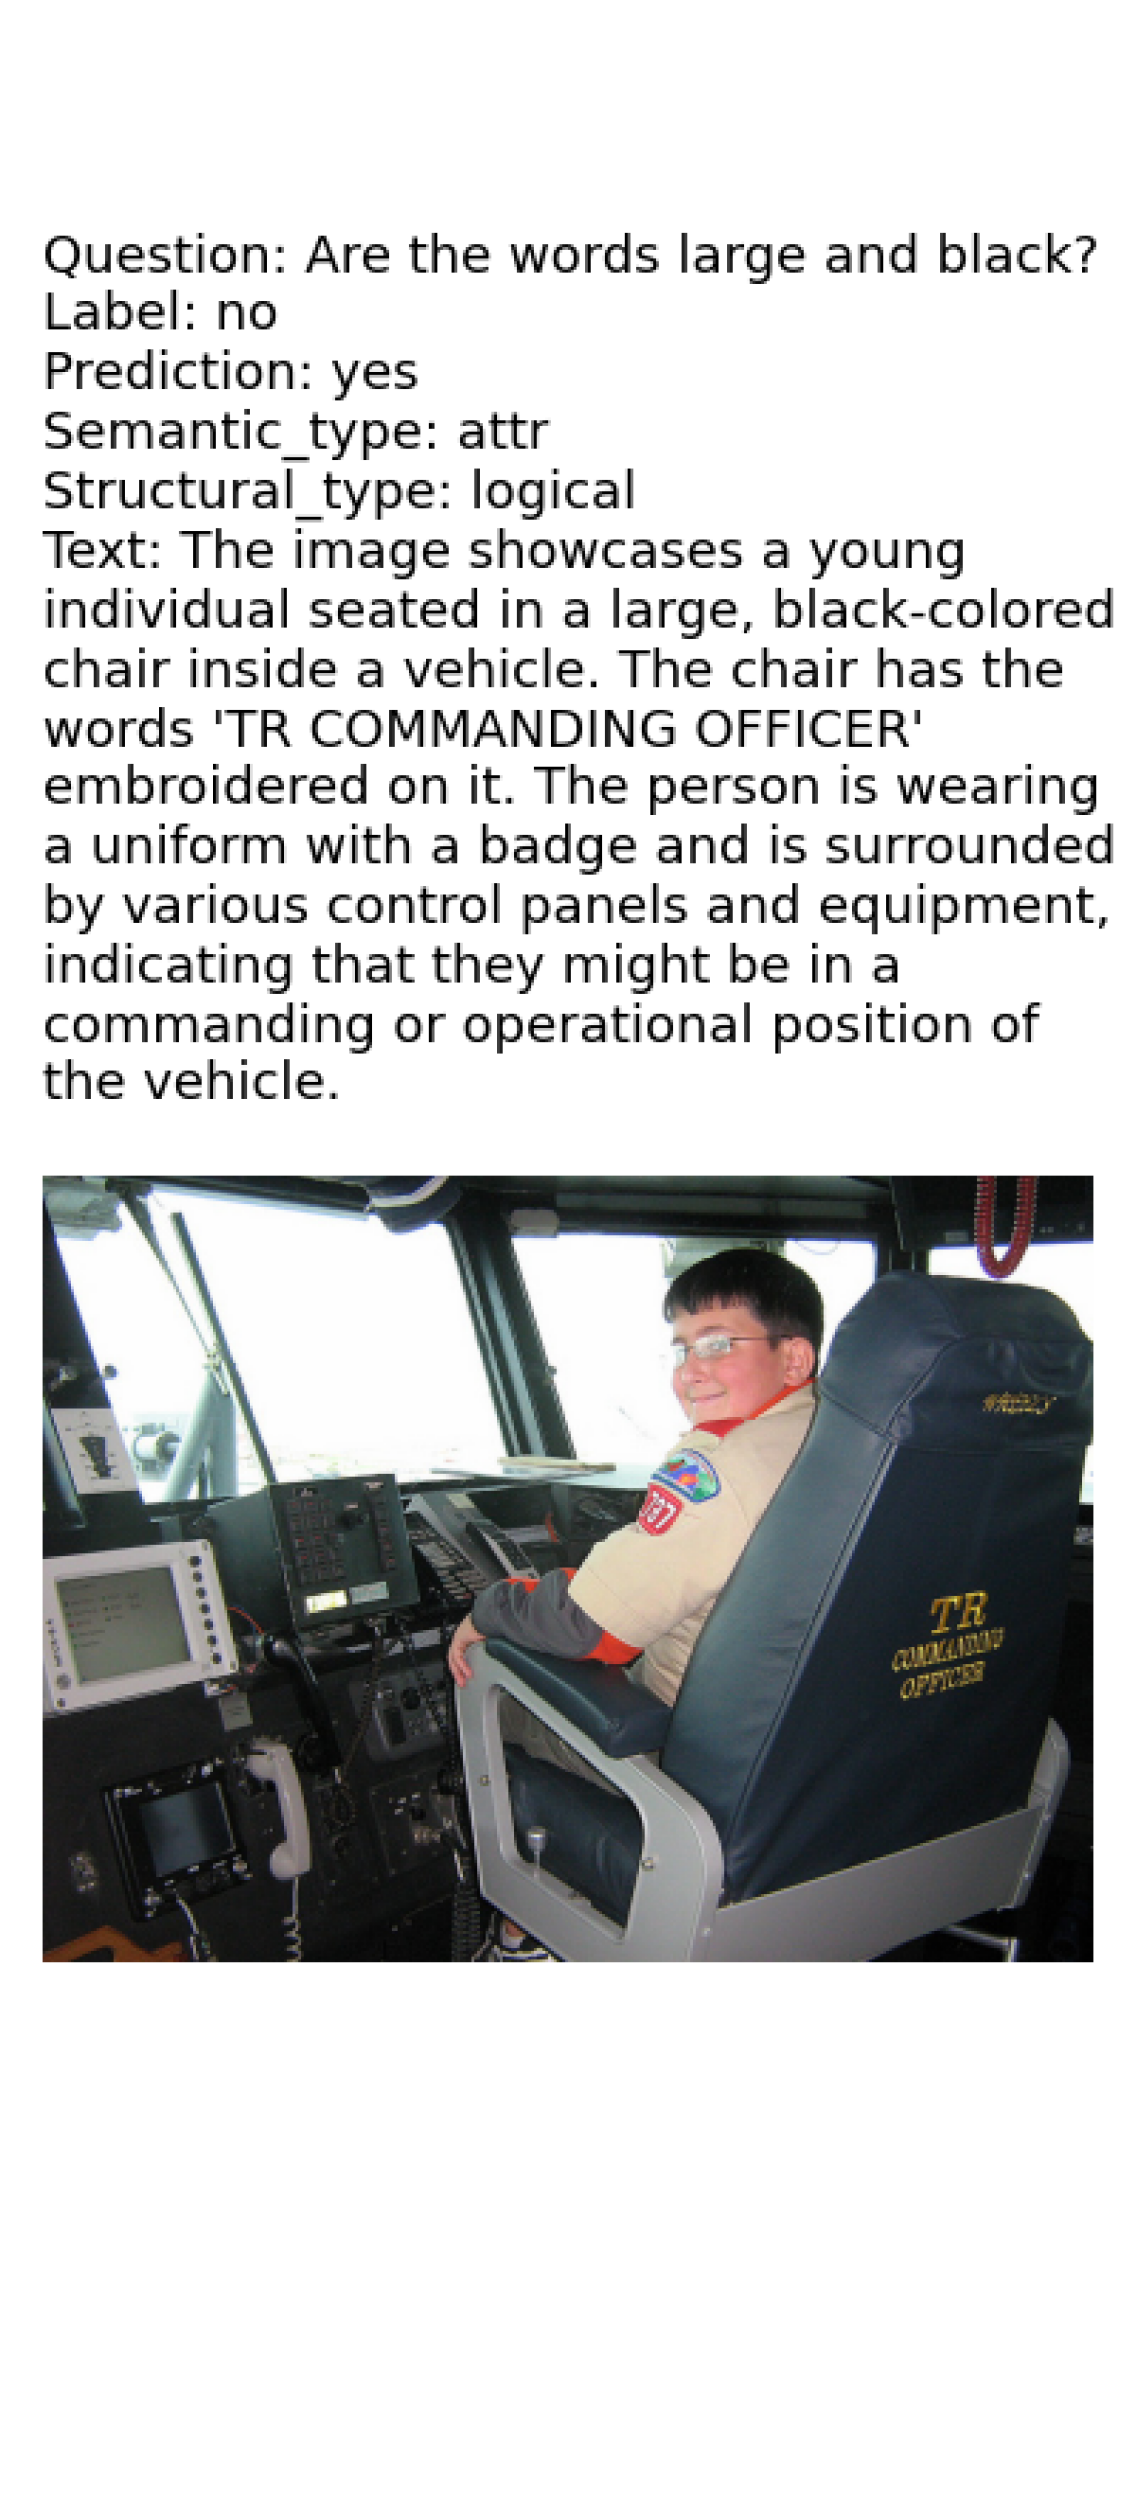 Question: Are the words large and black?
Label: no
Prediction: yes
Semantic_type: attr
Structural_type: logical
Text: The image showcases a young
individual seated in a large, black-colored
chair inside a vehicle. The chair has the
words 'TR COMMANDING OFFICER'
embroidered on it. The person is wearing
a uniform with a badge and is surrounded
by various control panels and equipment,
indicating that they might be in a
commanding or operational position of
the vehicle.
787
TR
COMMANDING
OFFICER